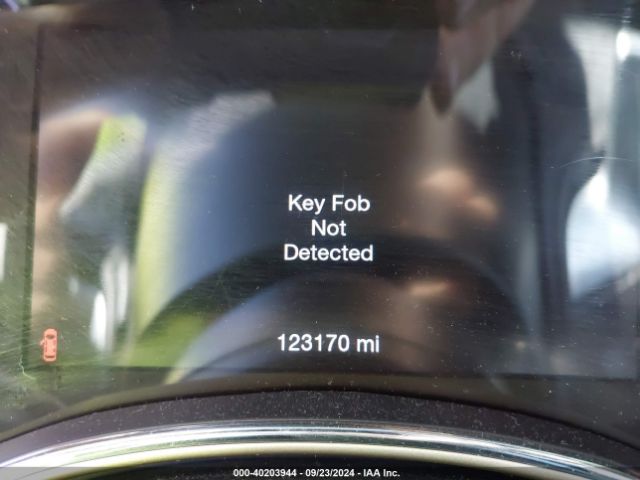 Key Fob
Not
Detected
123170 mi
000-40203944 - 09/23/2024 - IAA Inc.